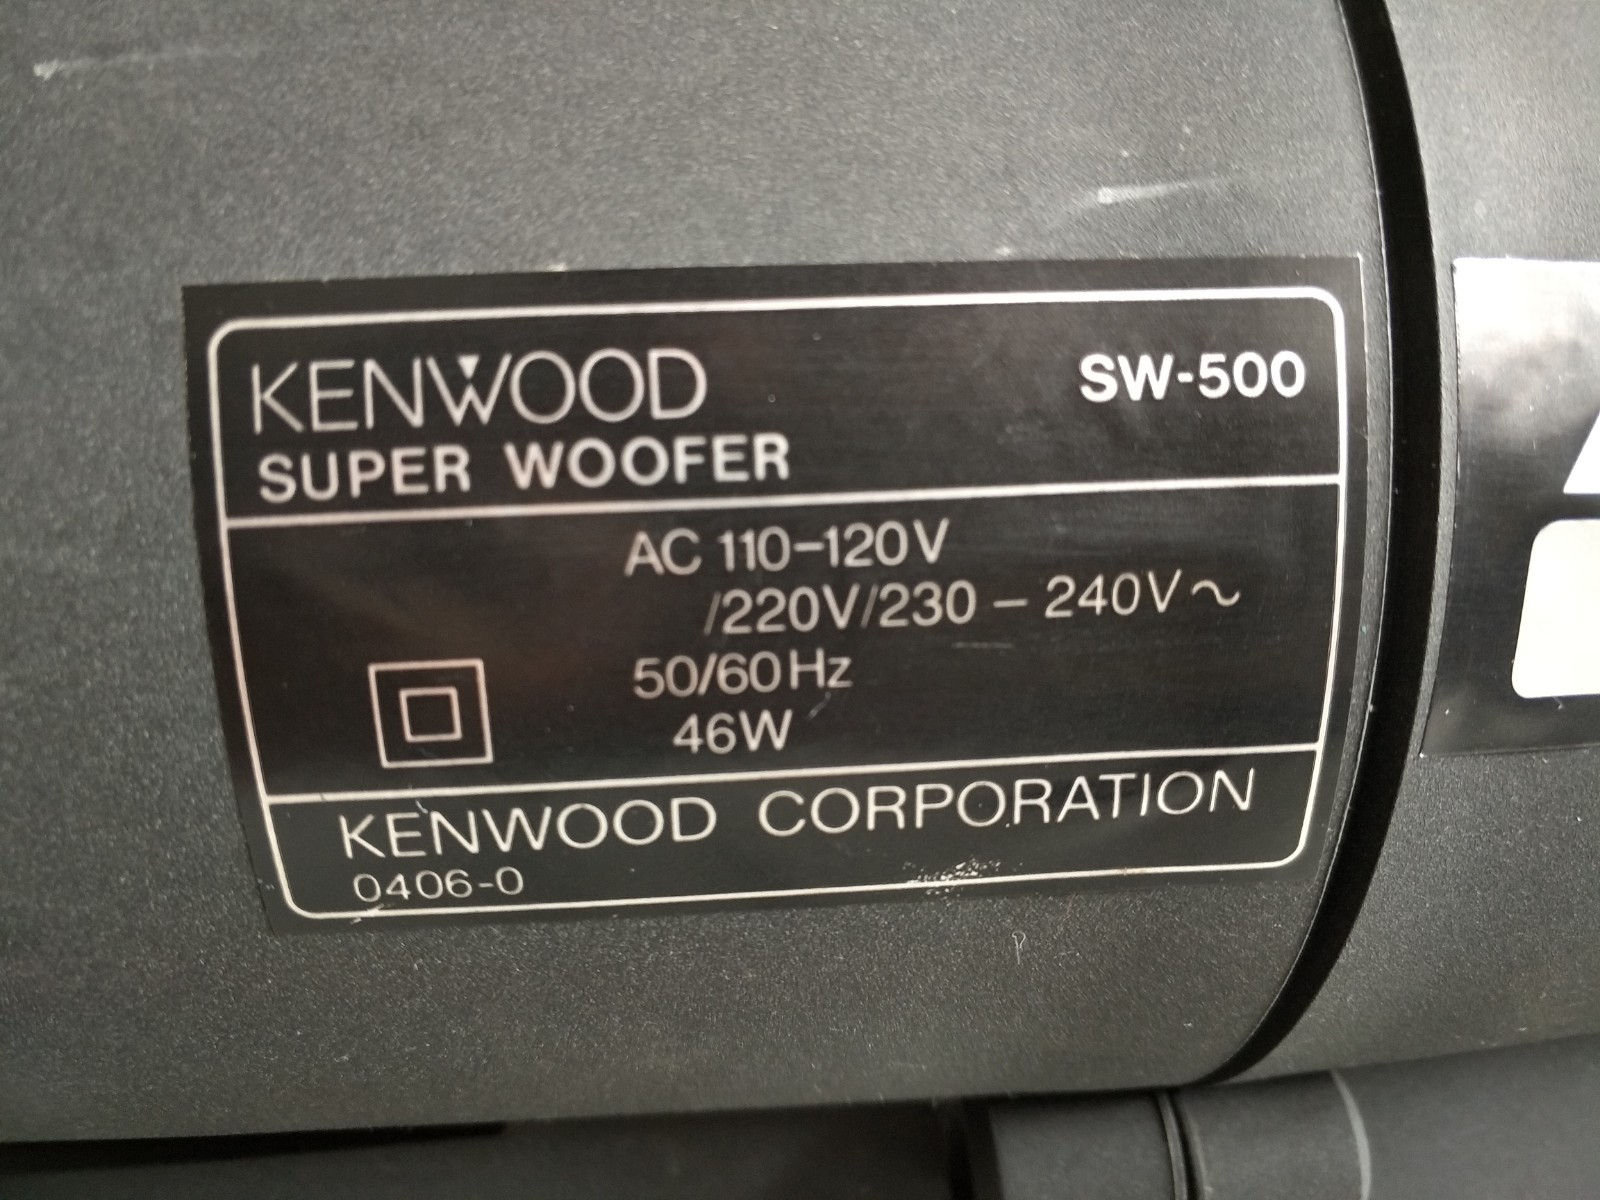 KENWOOD SW-500
SUPER WOOFER
AC 110-120V
/220V/230 - 240V~
50/60Hz
46W
KENWOOD CORPORATION
0406-0